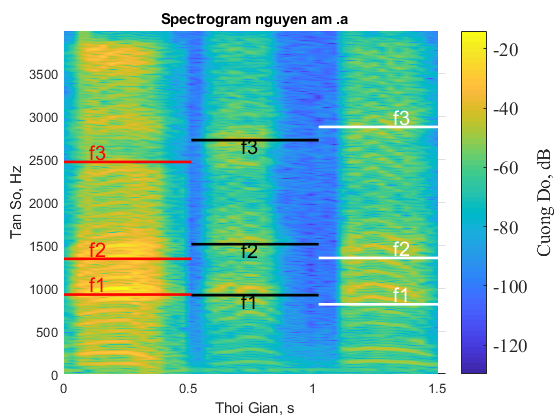 Spectrogram nguyen am .a
3500
3000
2500
2000
1500
1000
500
0
Tan So, Hz
f3
f2
f1
f3
f2
f1
f3
f2
f1
0
0.5
1
1.5
Thoi Gian, s
-20
-40
-60
-80
-100
-120
Cuong Do, dB